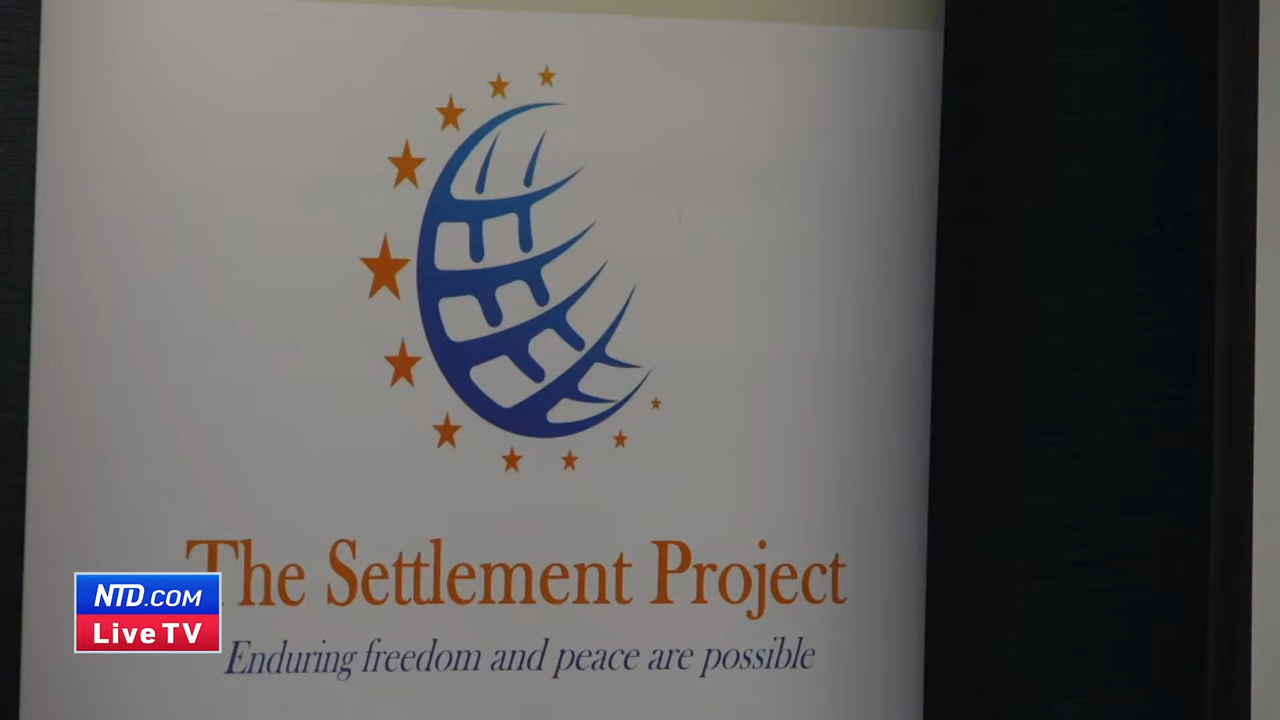 The Settlement Project
Enduring freedom and peace are possible
NTD.COM
Live TV